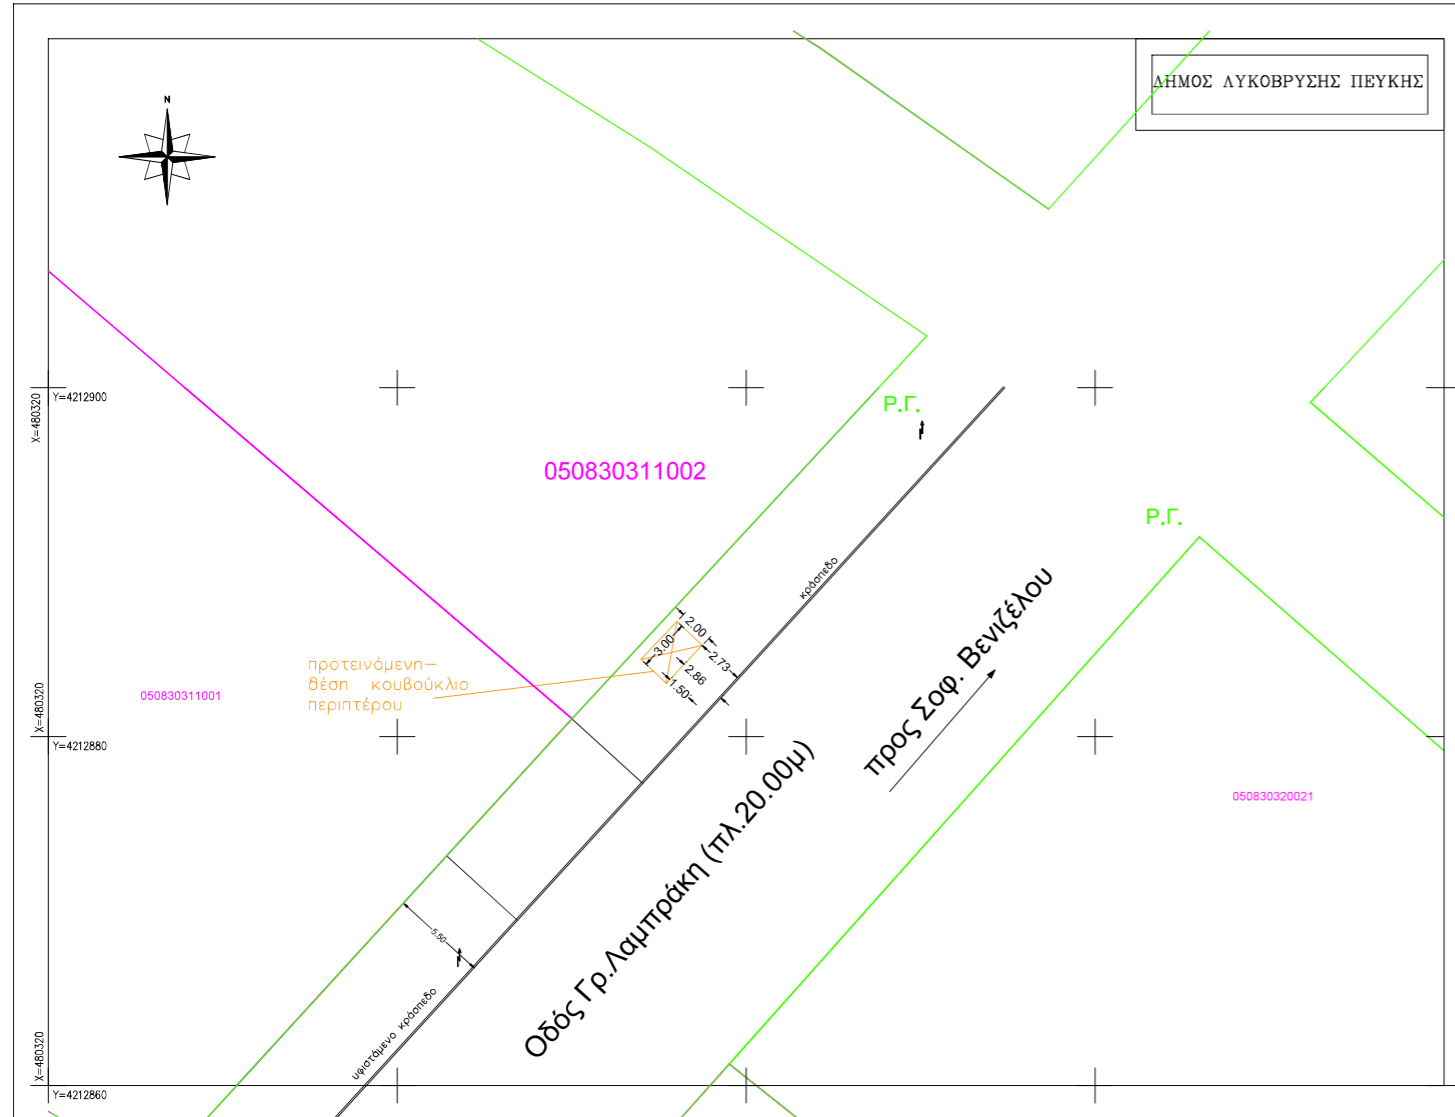 N
ΔΗΜΟΣ ΛΥΚΟΒΡΥΣΗΣ ΠΕΥΚΗΣ
X=480320
Y=4212900
Ρ.Γ.
050830311002
Ρ.Γ.
κράσπεδο
προς Σοφ. Βενιζέλου
2.00
3.00
2.73
2.86
1.50
προτεινόμενη–
θέση κουβούκλιο
περιπτέρου
050830311001
X=480320
Y=4212880
050830320021
Οδός Γρ.Λαμπράκη (πλ.20.00μ)
5.50
υφιστάμενο κράσπεδο
X=480320
Y=4212860